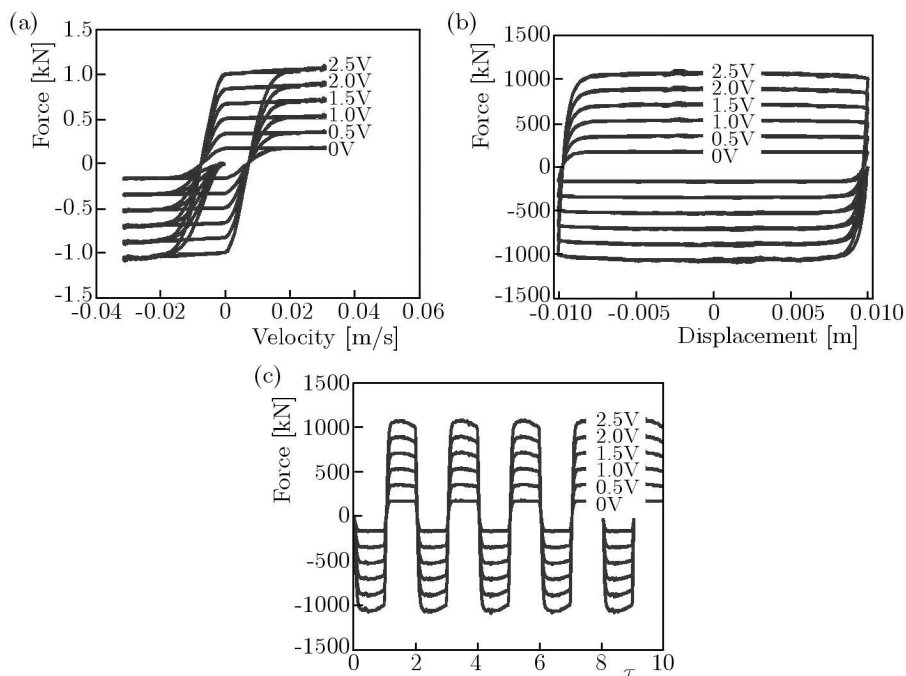 (a)
Force [kN]
1.5
1.0
0.5
0
-0.5
-1.0
-1.5
2.5V
2.0V
1.5V
1.0V
0.5V
0V
-0.04 -0.02 0 0.02 0.04 0.06
Velocity [m/s]
(b)
Force [kN]
1500
1000
500
0
-500
-1000
-1500
2.5V
2.0V
1.5V
1.0V
0.5V
0V
-0.010 -0.005 0 0.005 0.010
Displacement [m]
(c)
Force [kN]
1500
1000
500
0
-500
-1000
-1500
2.5V
2.0V
1.5V
1.0V
0.5V
0V
0 2 4 6 8 τ 10